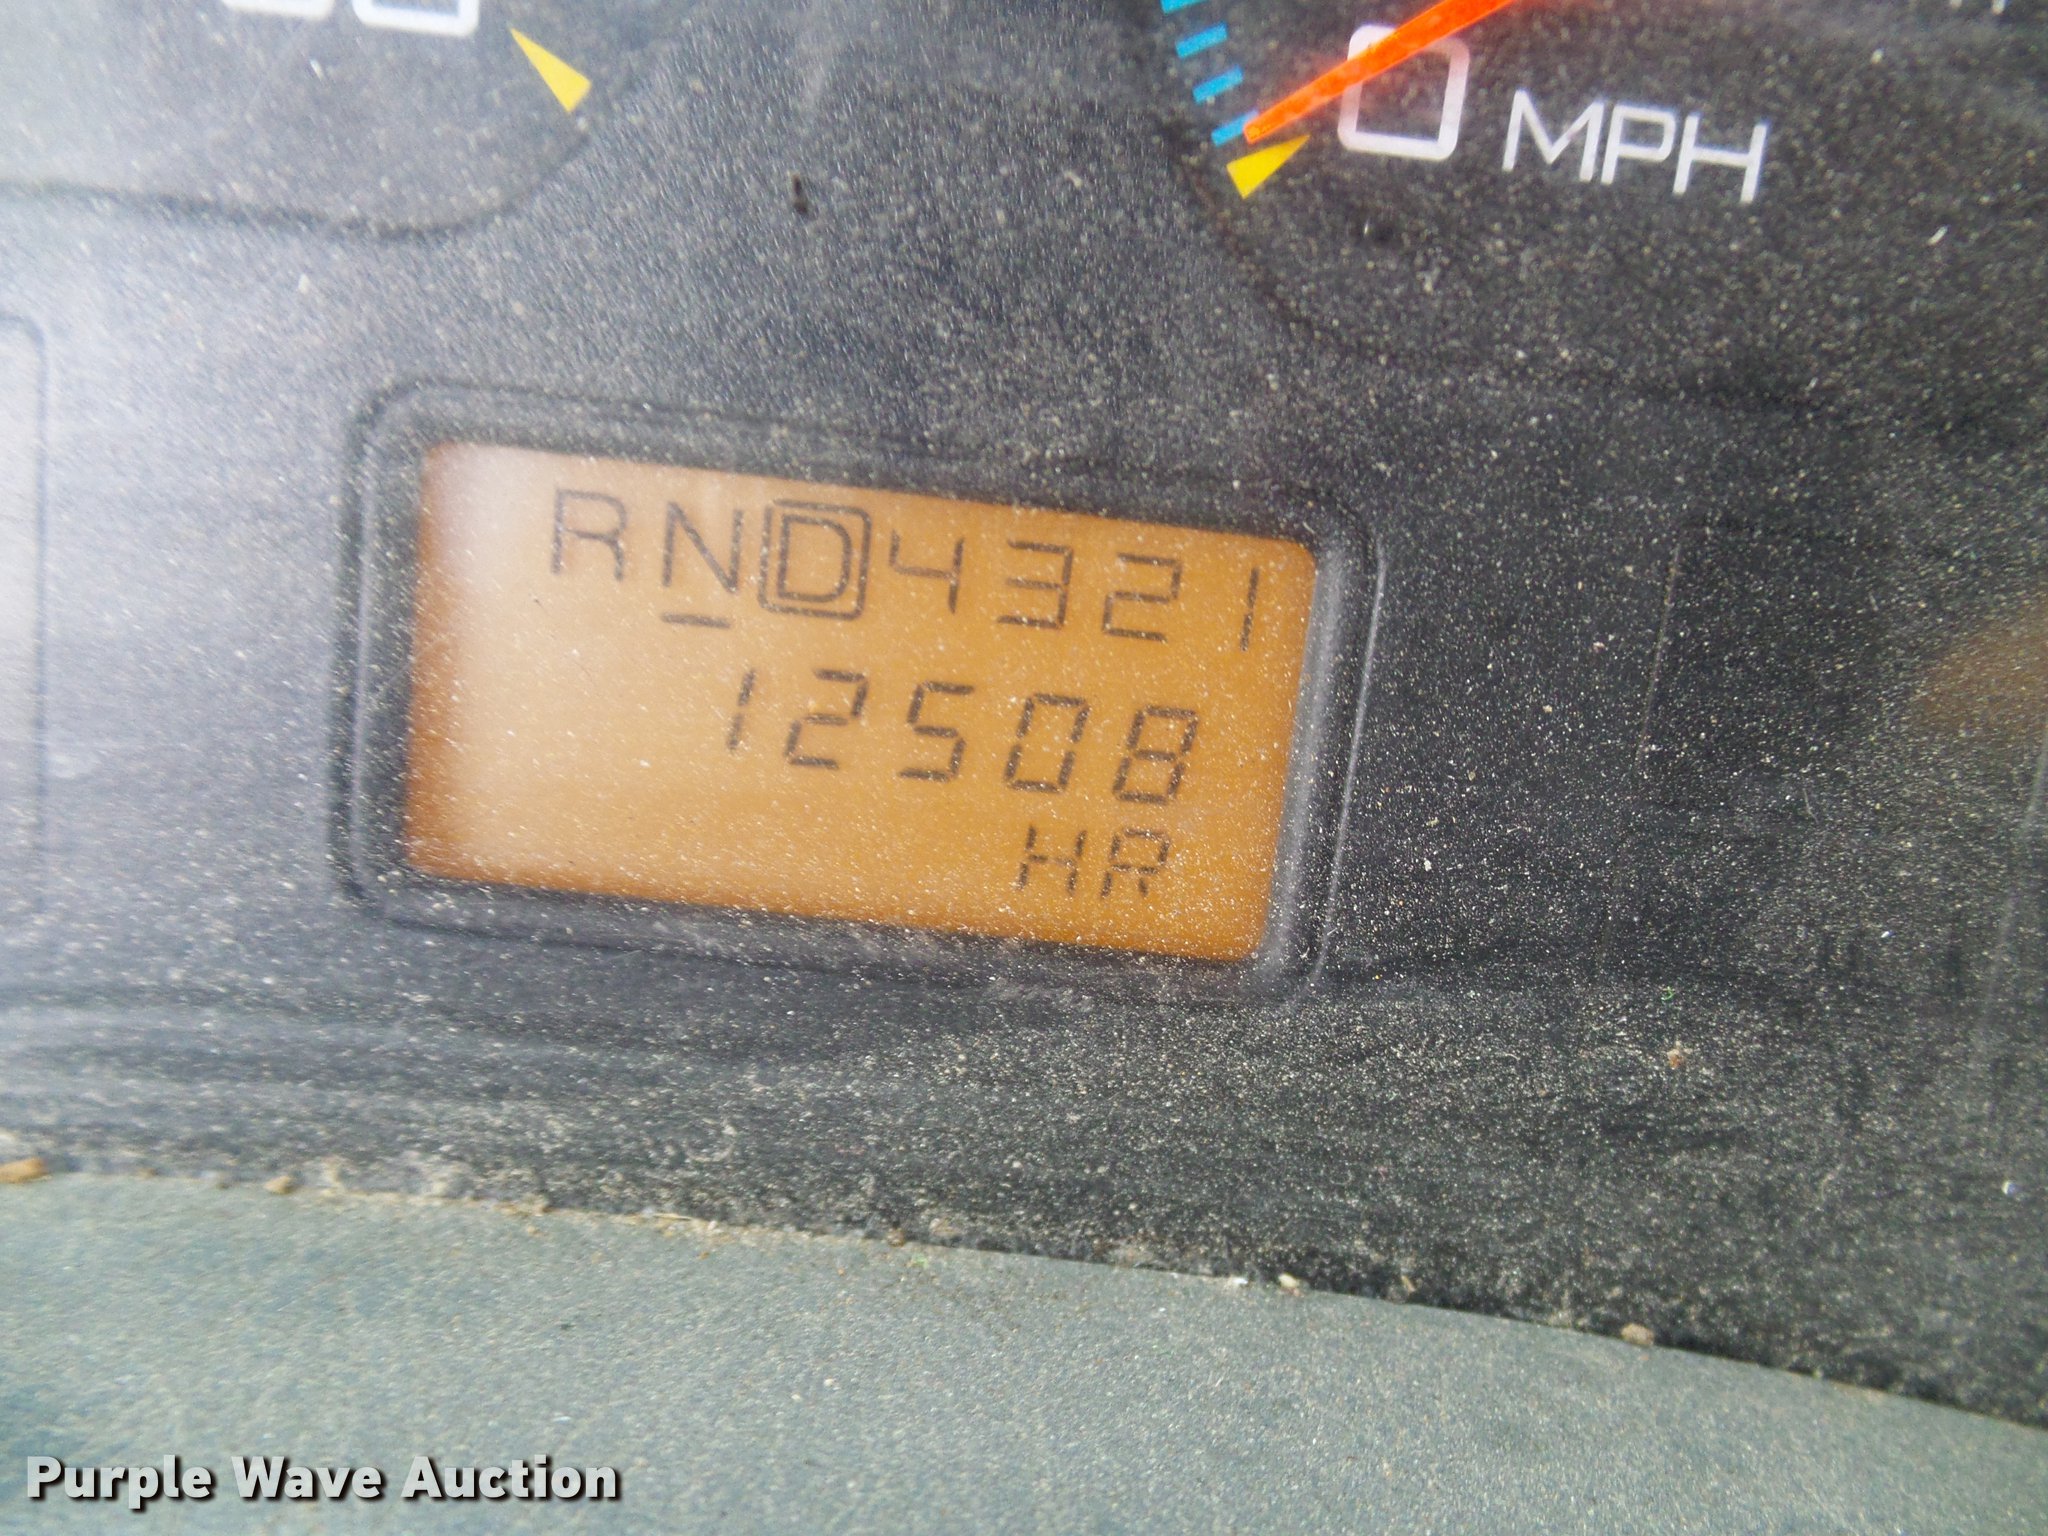 0 MPH
RND4321
12508
HR
Purple Wave Auction